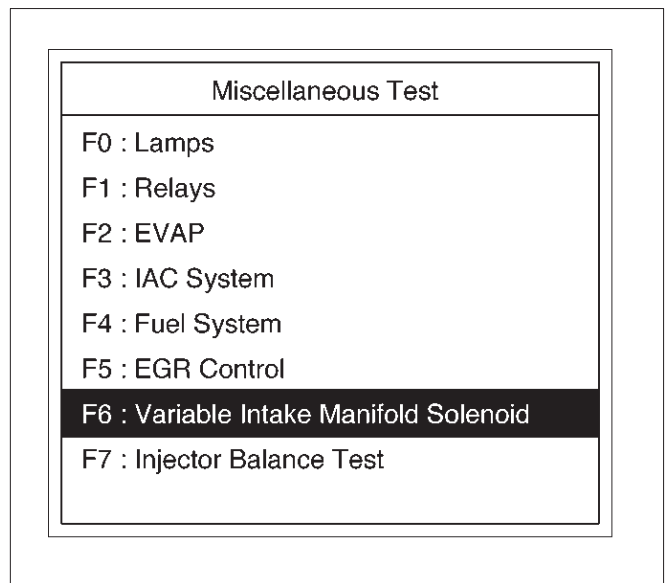 Miscellaneous Test
F0 : Lamps
F1 : Relays
F2 : EVAP
F3 : IAC System
F4 : Fuel System
F5 : EGR Control
F6 : Variable Intake Manifold Solenoid
F7 : Injector Balance Test